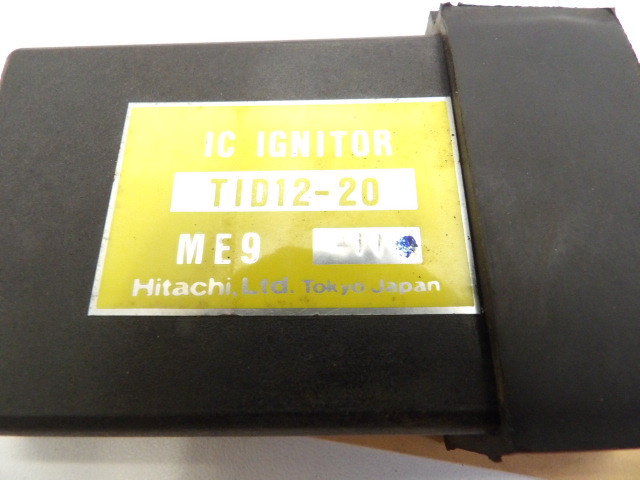 IC IGNITOR
TID12-20
ME9
Hitachi, Ltd. Tokyo Japan